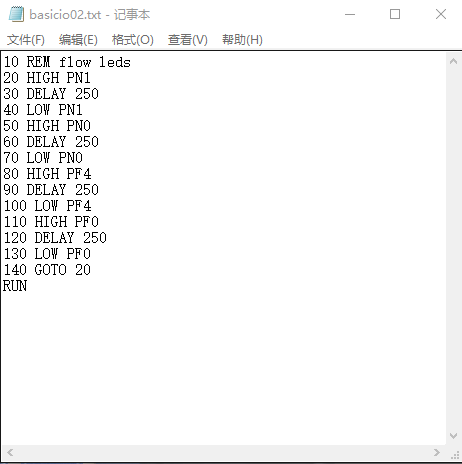 basicio02.txt - 记事本
文件(F) 编辑(E) 格式(O) 查看(V) 帮助(H)
10 REM flow leds
20 HIGH PN1
30 DELAY 250
40 LOW PN1
50 HIGH PN0
60 DELAY 250
70 LOW PN0
80 HIGH PF4
90 DELAY 250
100 LOW PF4
110 HIGH PF0
120 DELAY 250
130 LOW PF0
140 GOTO 20
RUN